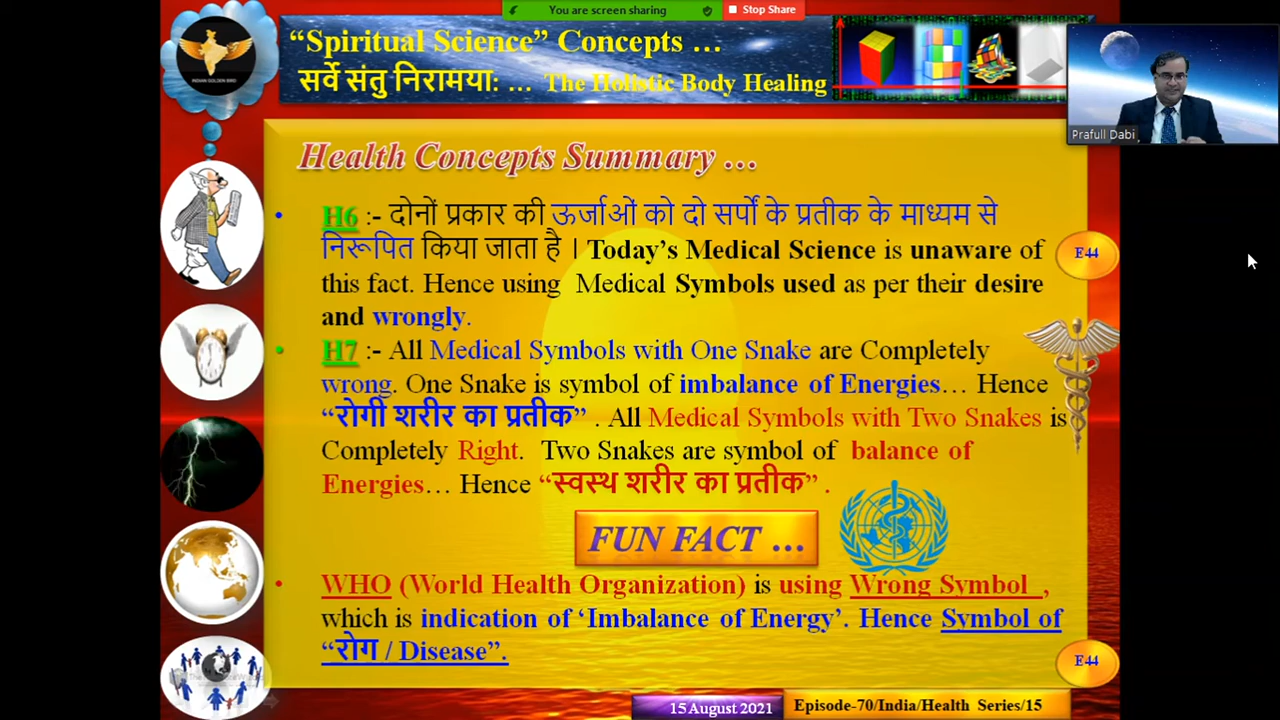 You are screen sharing
Stop Share
INDIAN GOLDEN BIRD
“Spiritual Science” Concepts …
सर्वे संतु निरामया: … The Holistic Body Healing
Prafull Dabi
Health Concepts Summary …
• H6 :- दोनों प्रकार की ऊर्जाओं को दो सर्पों के प्रतीक के माध्यम से
निरूपित किया जाता है । Today’s Medical Science is unaware of
this fact. Hence using Medical Symbols used as per their desire
and wrongly.
E44
• H7 :- All Medical Symbols with One Snake are Completely
wrong. One Snake is symbol of imbalance of Energies… Hence
“रोगी शरीर का प्रतीक” . All Medical Symbols with Two Snakes is
Completely Right. Two Snakes are symbol of balance of
Energies… Hence “स्वस्थ शरीर का प्रतीक” .
FUN FACT …
• WHO (World Health Organization) is using Wrong Symbol ,
which is indication of ‘Imbalance of Energy’. Hence Symbol of
“रोग / Disease”.
E44
15 August 2021
Episode-70/India/Health Series/15